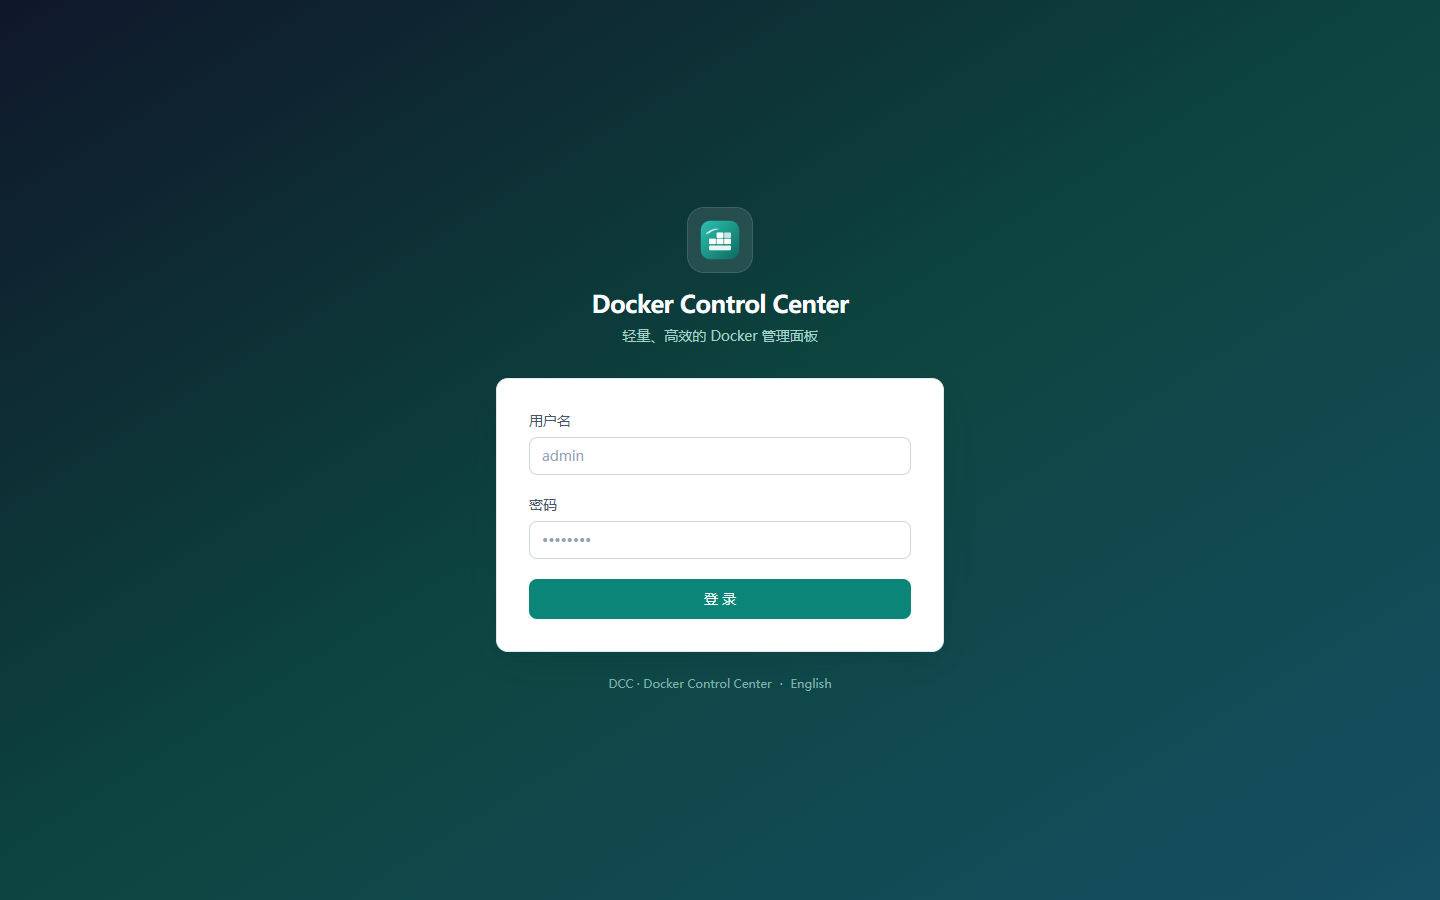 Docker Control Center
轻量、高效的 Docker 管理面板
用户名
admin
密码
••••••••
登 录
DCC · Docker Control Center · English